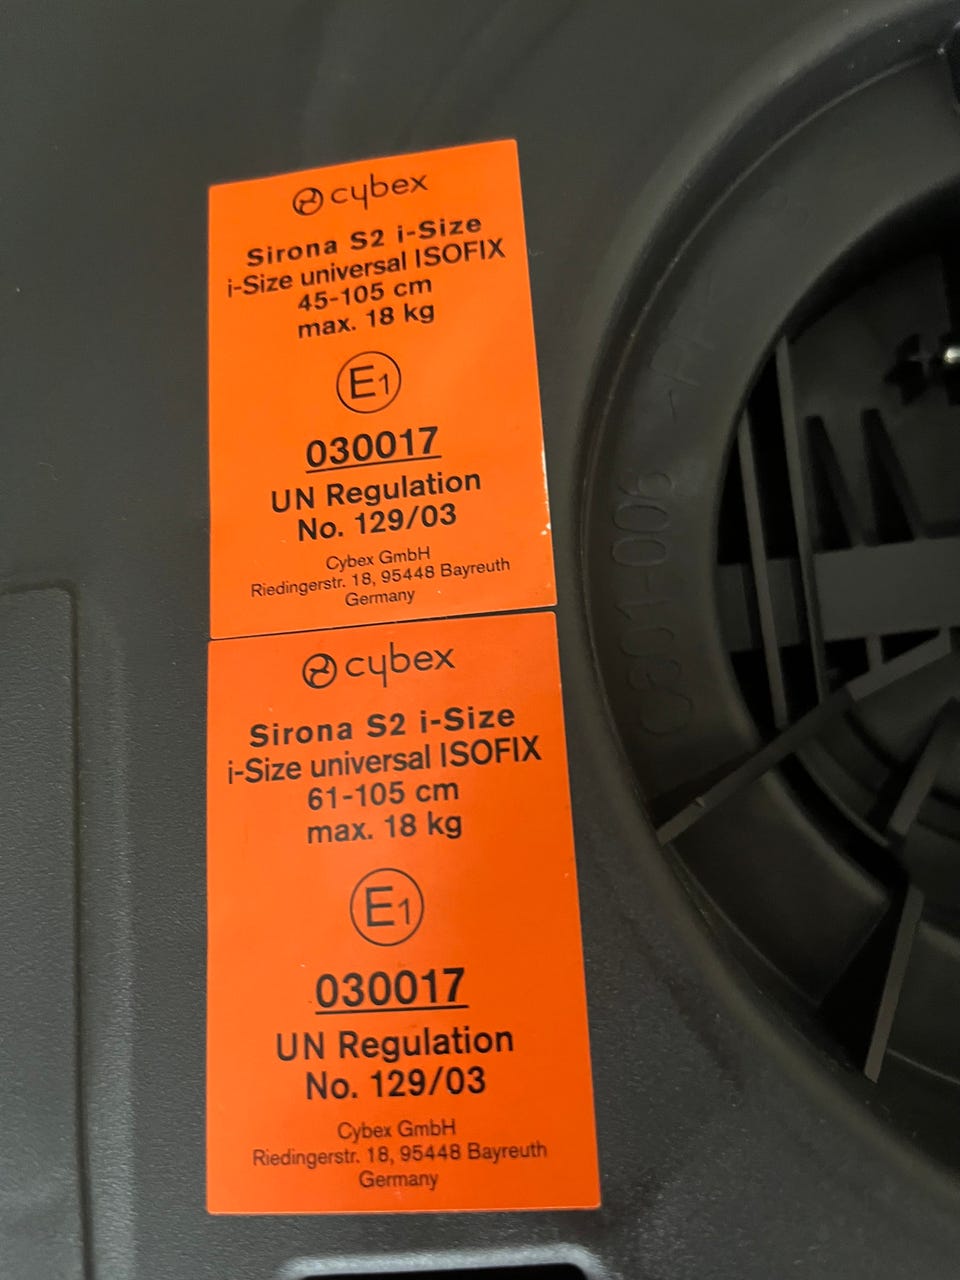 cybex
Sirona S2 i-Size
i-Size universal ISOFIX
45-105 cm
max. 18 kg
E1
030017
UN Regulation
No. 129/03
Cybex GmbH
Riedingerstr. 18, 95448 Bayreuth
Germany
cybex
Sirona S2 i-Size
i-Size universal ISOFIX
61-105 cm
max. 18 kg
E1
030017
UN Regulation
No. 129/03
Cybex GmbH
Riedingerstr. 18, 95448 Bayreuth
Germany